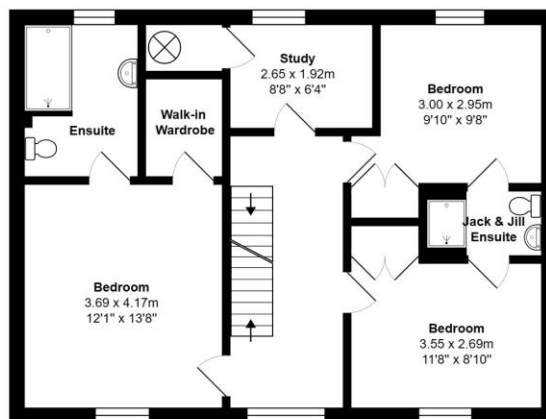 Study
2.65 x 1.92m
8'8" x 6'4"
Bedroom
3.00 x 2.95m
9'10" x 9'8"
Ensuite
Walk-in
Wardrobe
Jack & Jill
Ensuite
Bedroom
3.69 x 4.17m
12'1" x 13'8"
Bedroom
3.55 x 2.69m
11'8" x 8'10"